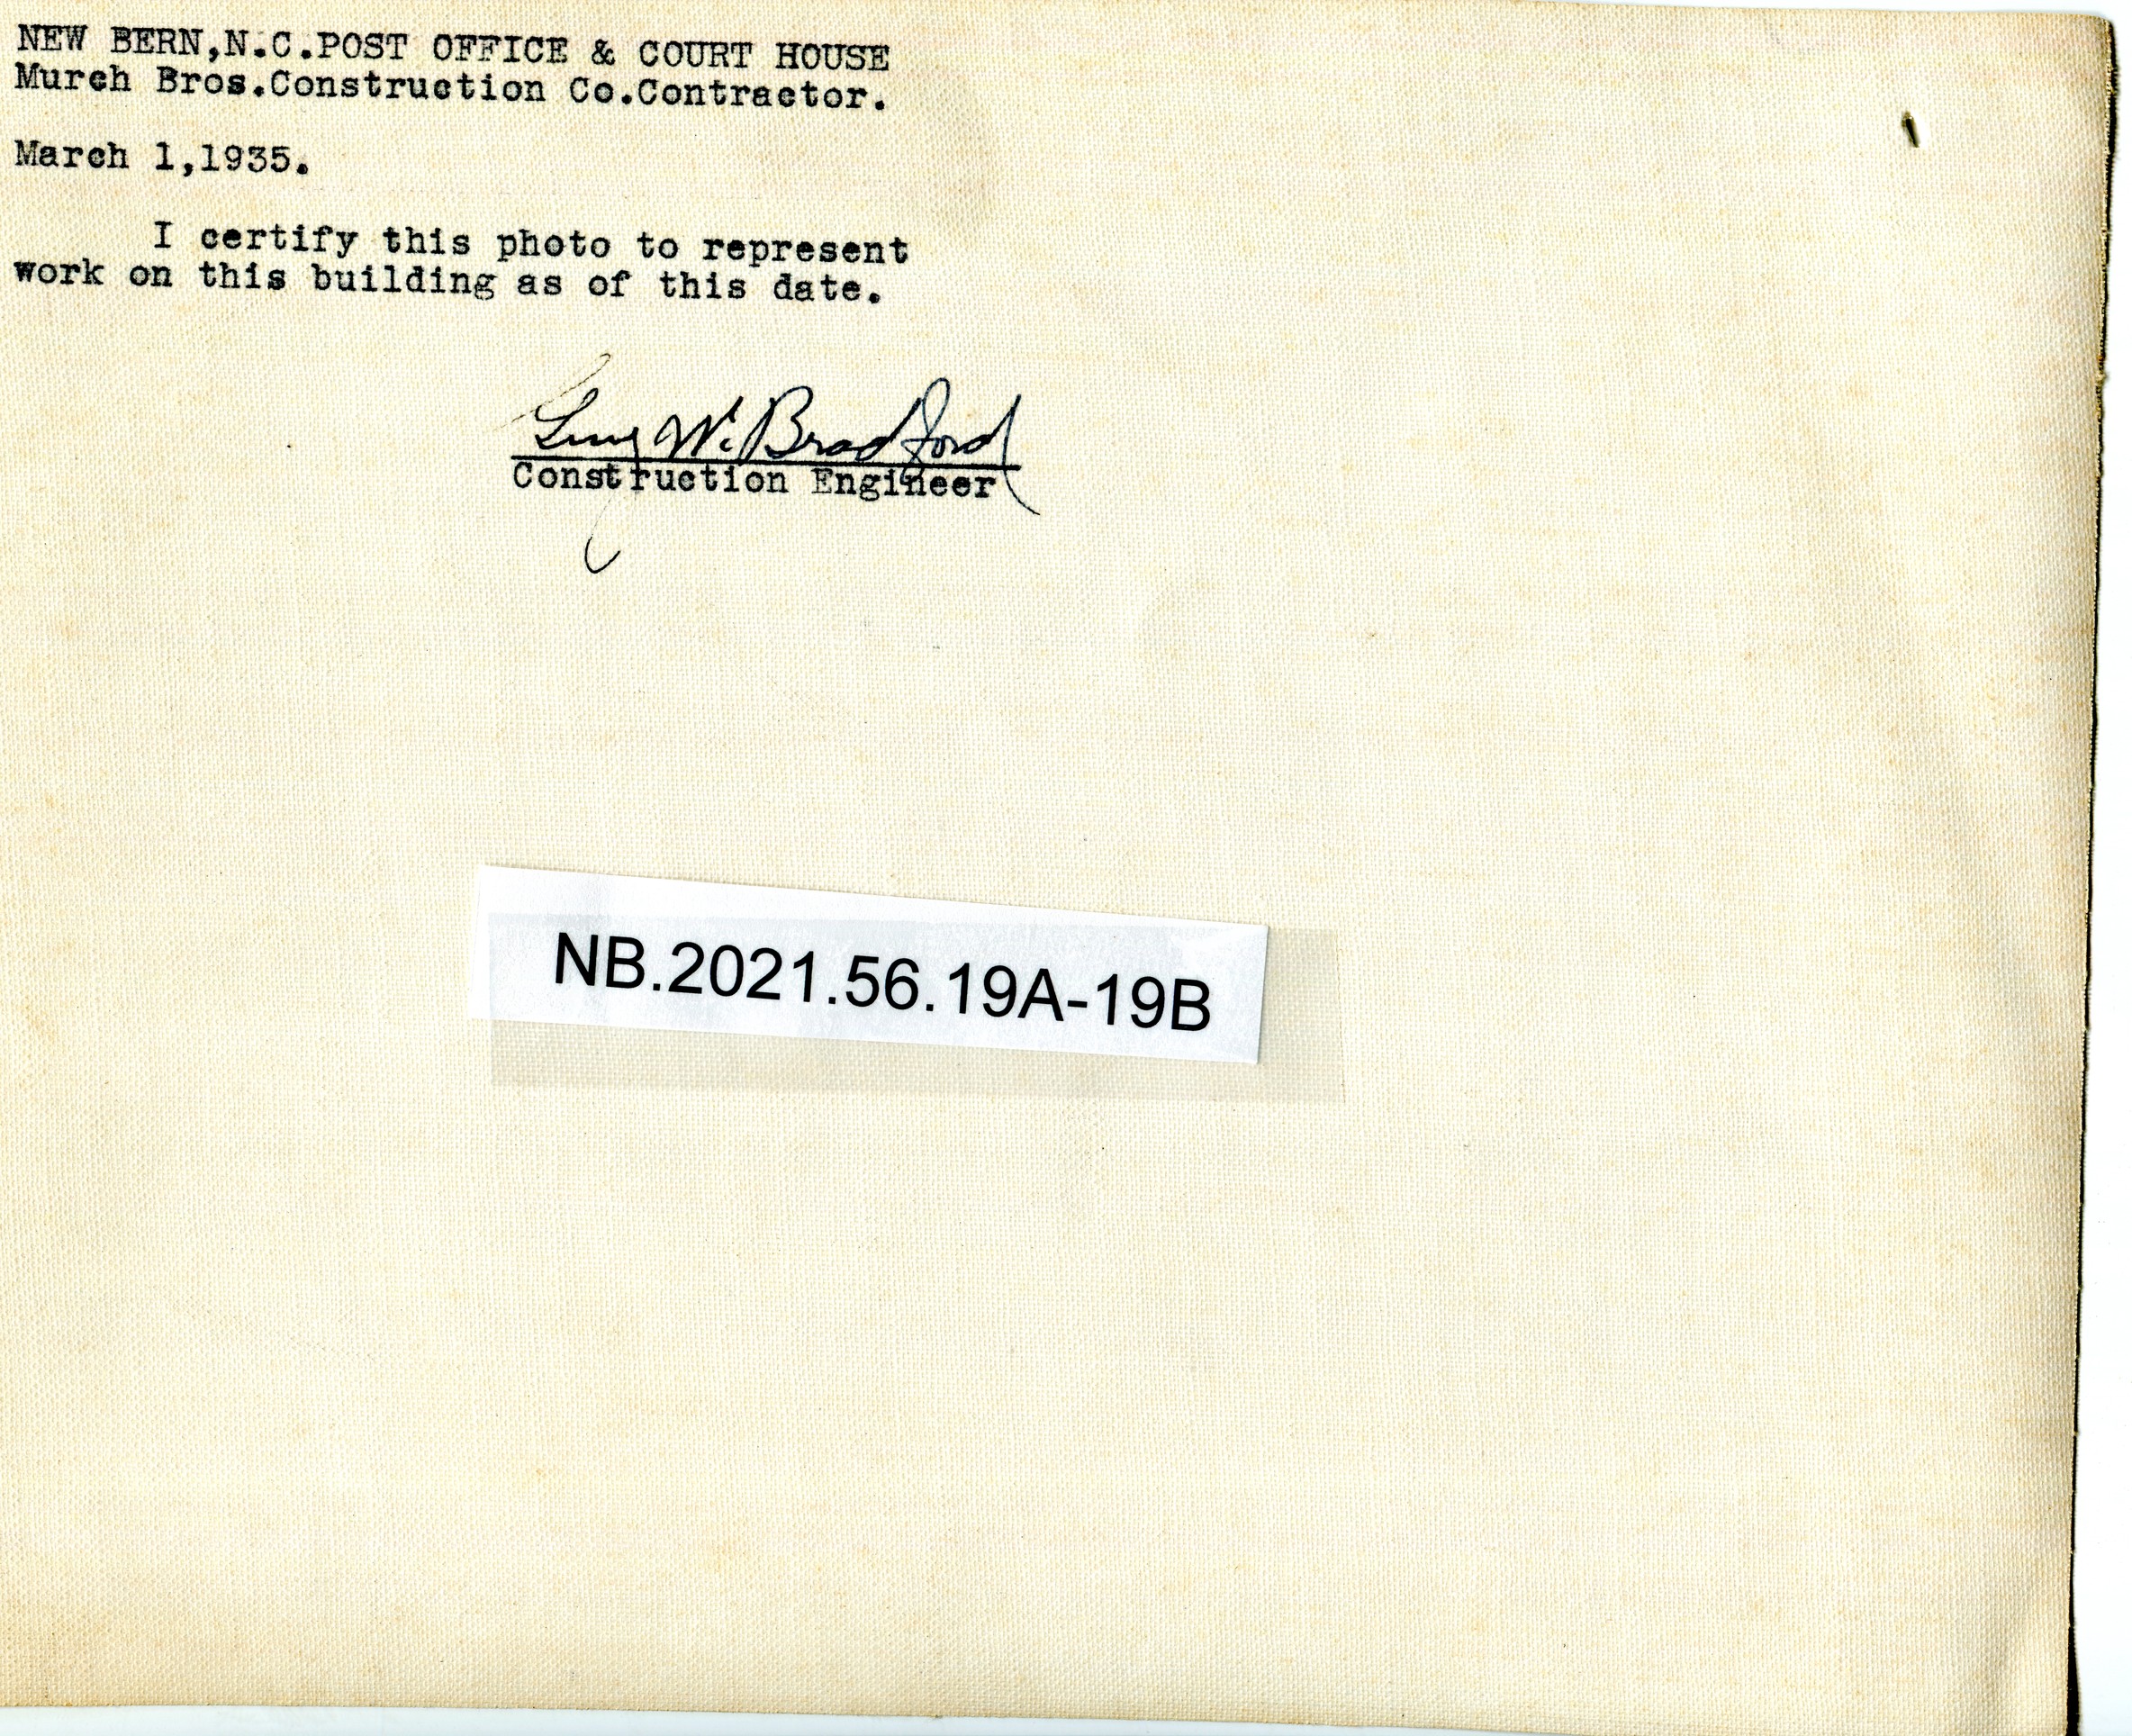 NEW BERN,N.C.POST OFFICE & COURT HOUSE
Murch Bros.Construction Co.Contractor.
March 1,1935.
I certify this photo to represent
work on this building as of this date.
W. Bradford
Construction Engineer
NB.2021.56.19A-19B